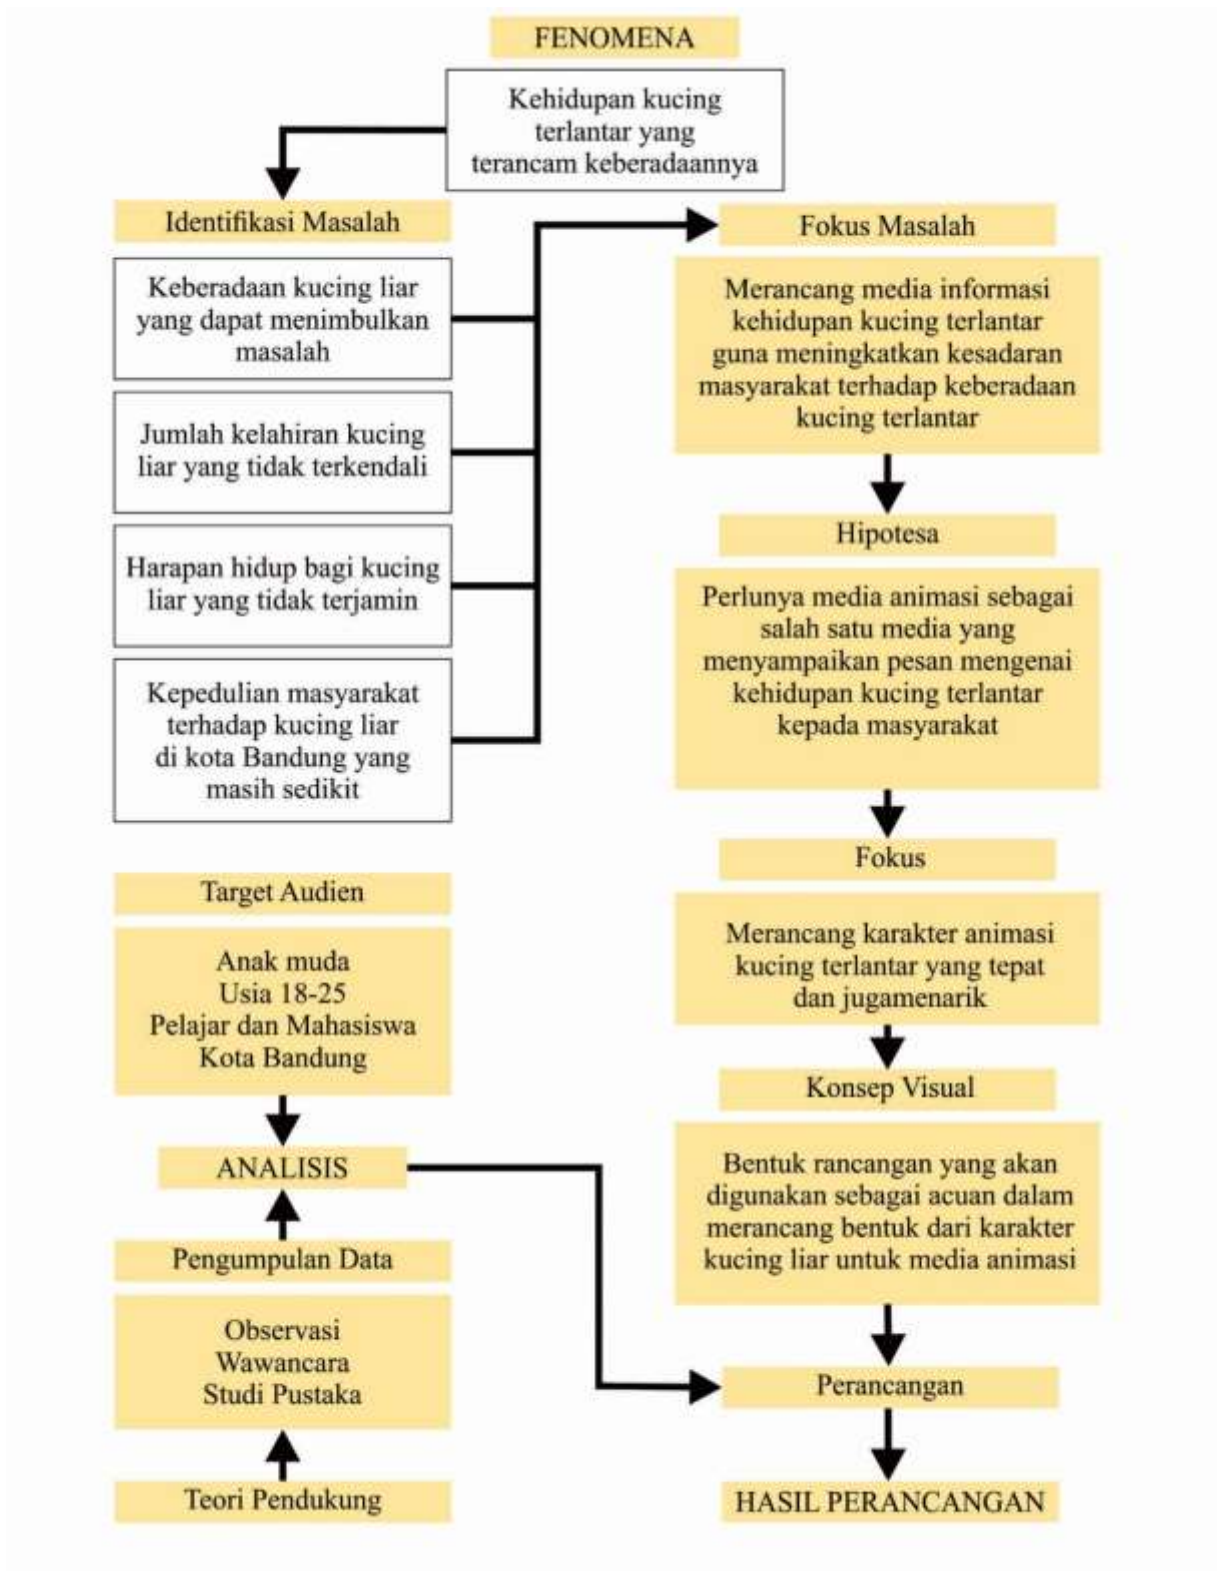 FENOMENA
Kehidupan kucing
terlantar yang
terancam keberadaannya
Identifikasi Masalah
Keberadaan kucing liar
yang dapat menimbulkan
masalah
Jumlah kelahiran kucing
liar yang tidak terkendali
Harapan hidup bagi kucing
liar yang tidak terjamin
Kepedulian masyarakat
terhadap kucing liar
di kota Bandung yang
masih sedikit
Fokus Masalah
Merancang media informasi
kehidupan kucing terlantar
guna meningkatkan kesadaran
masyarakat terhadap keberadaan
kucing terlantar
Hipotesa
Perlunya media animasi sebagai
salah satu media yang
menyampaikan pesan mengenai
kehidupan kucing terlantar
kepada masyarakat
Fokus
Merancang karakter animasi
kucing terlantar yang tepat
dan jugamenarik
Konsep Visual
Bentuk rancangan yang akan
digunakan sebagai acuan dalam
merancang bentuk dari karakter
kucing liar untuk media animasi
Target Audien
Anak muda
Usia 18-25
Pelajar dan Mahasiswa
Kota Bandung
ANALISIS
Pengumpulan Data
Observasi
Wawancara
Studi Pustaka
Teori Pendukung
Perancangan
HASIL PERANCANGAN